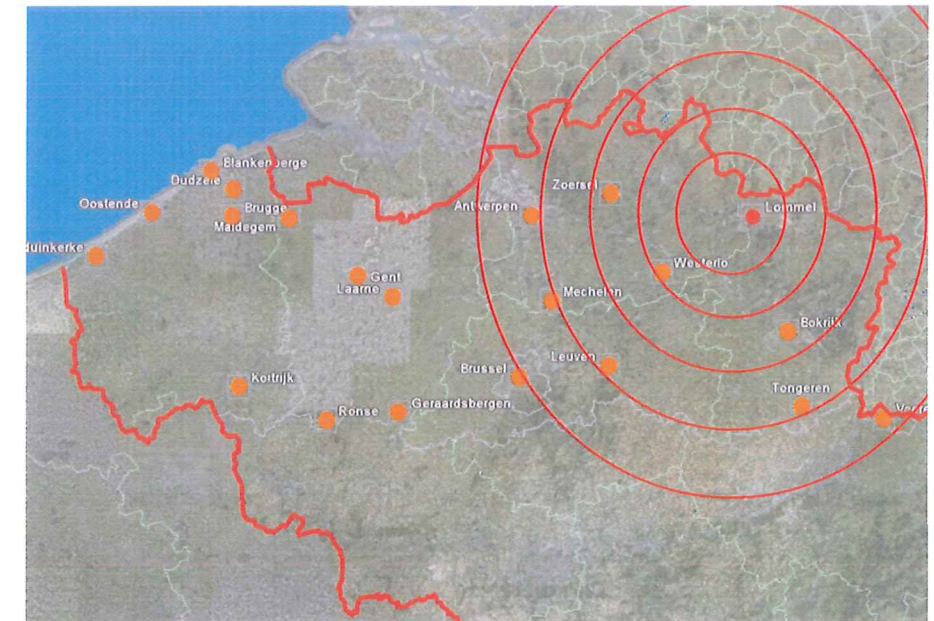 Blankenberge
Dudzele
Oostende
Brugge
Maldegem
duinkerke
Gent
Laarne
Kortrijk
Ronse
Geraardsbergen
Antwerpen
Zoersel
Lommel
Westerlo
Mechelen
Bokrijk
Leuven
Brussel
Tongeren